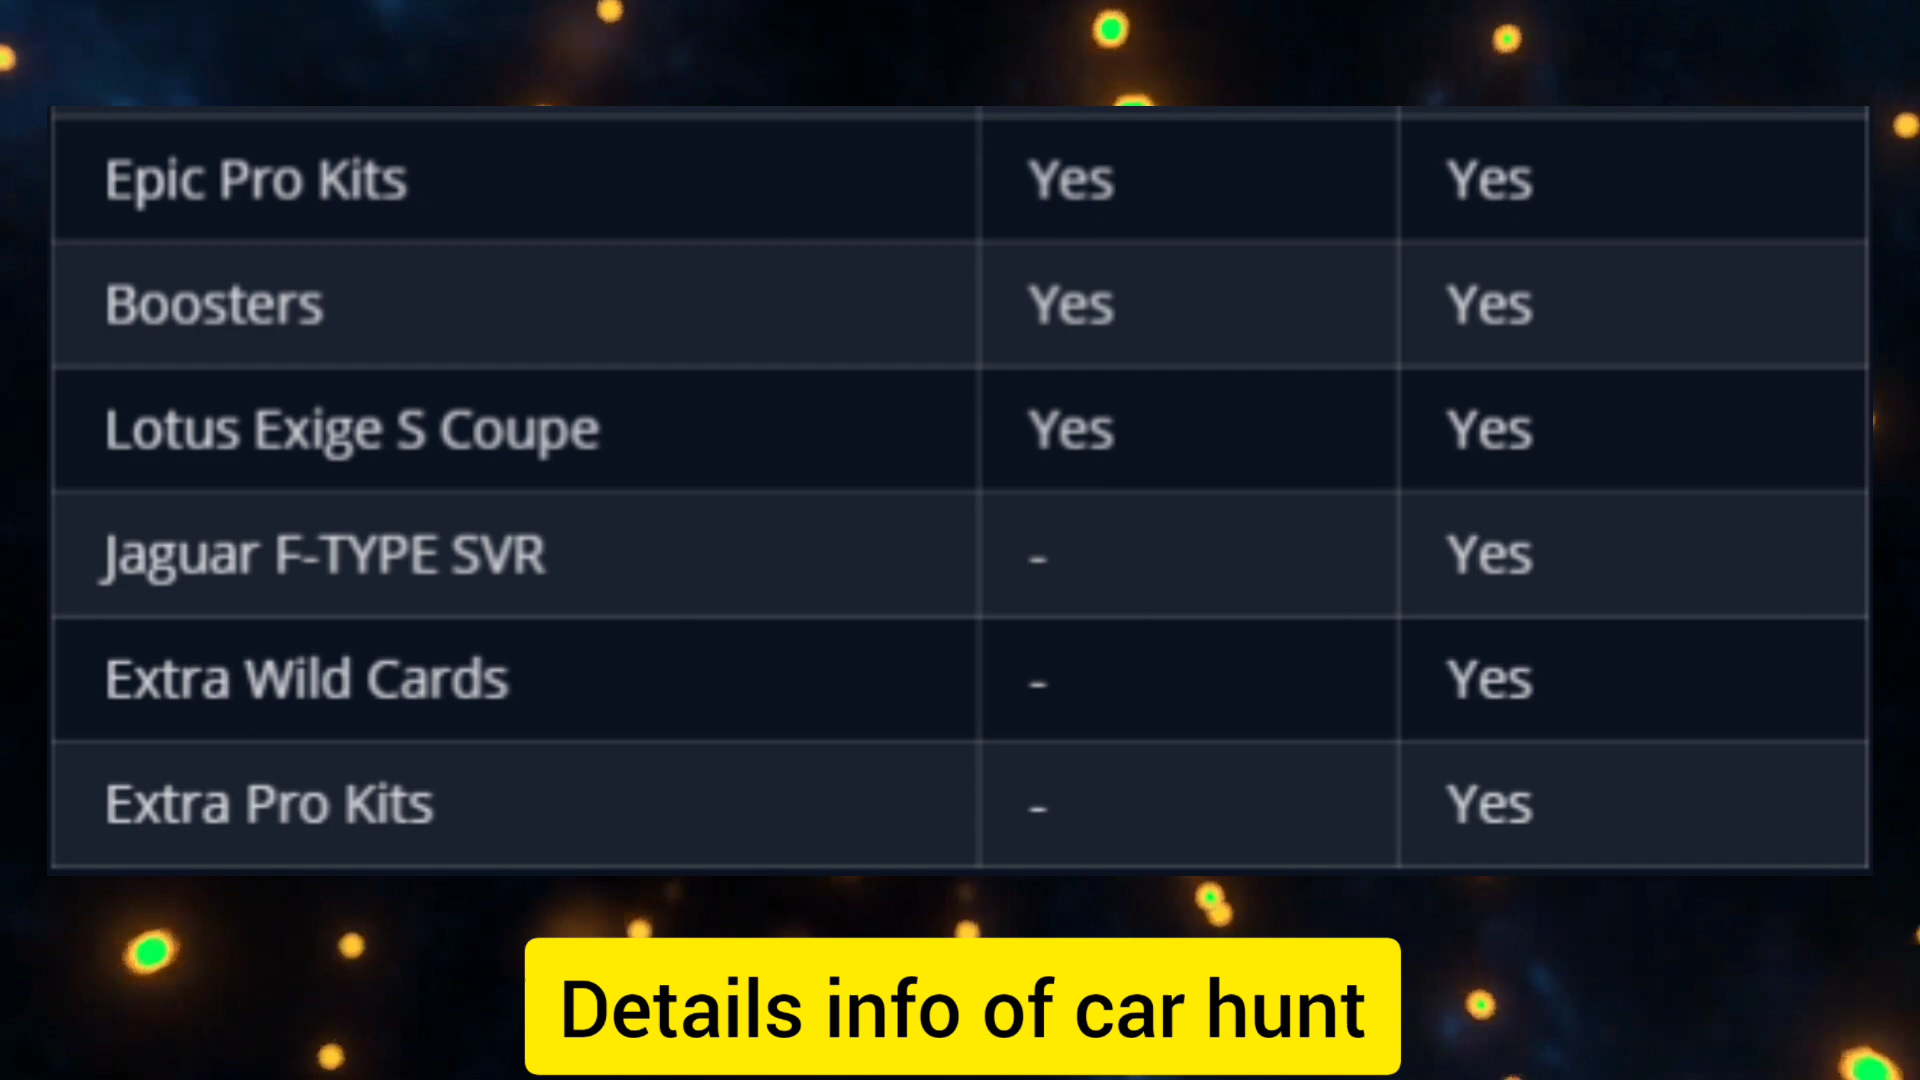 Epic Pro Kits Yes Yes
Boosters Yes Yes
Lotus Exige S Coupe Yes Yes
Jaguar F-TYPE SVR - Yes
Extra Wild Cards - Yes
Extra Pro Kits - Yes
Details info of car hunt